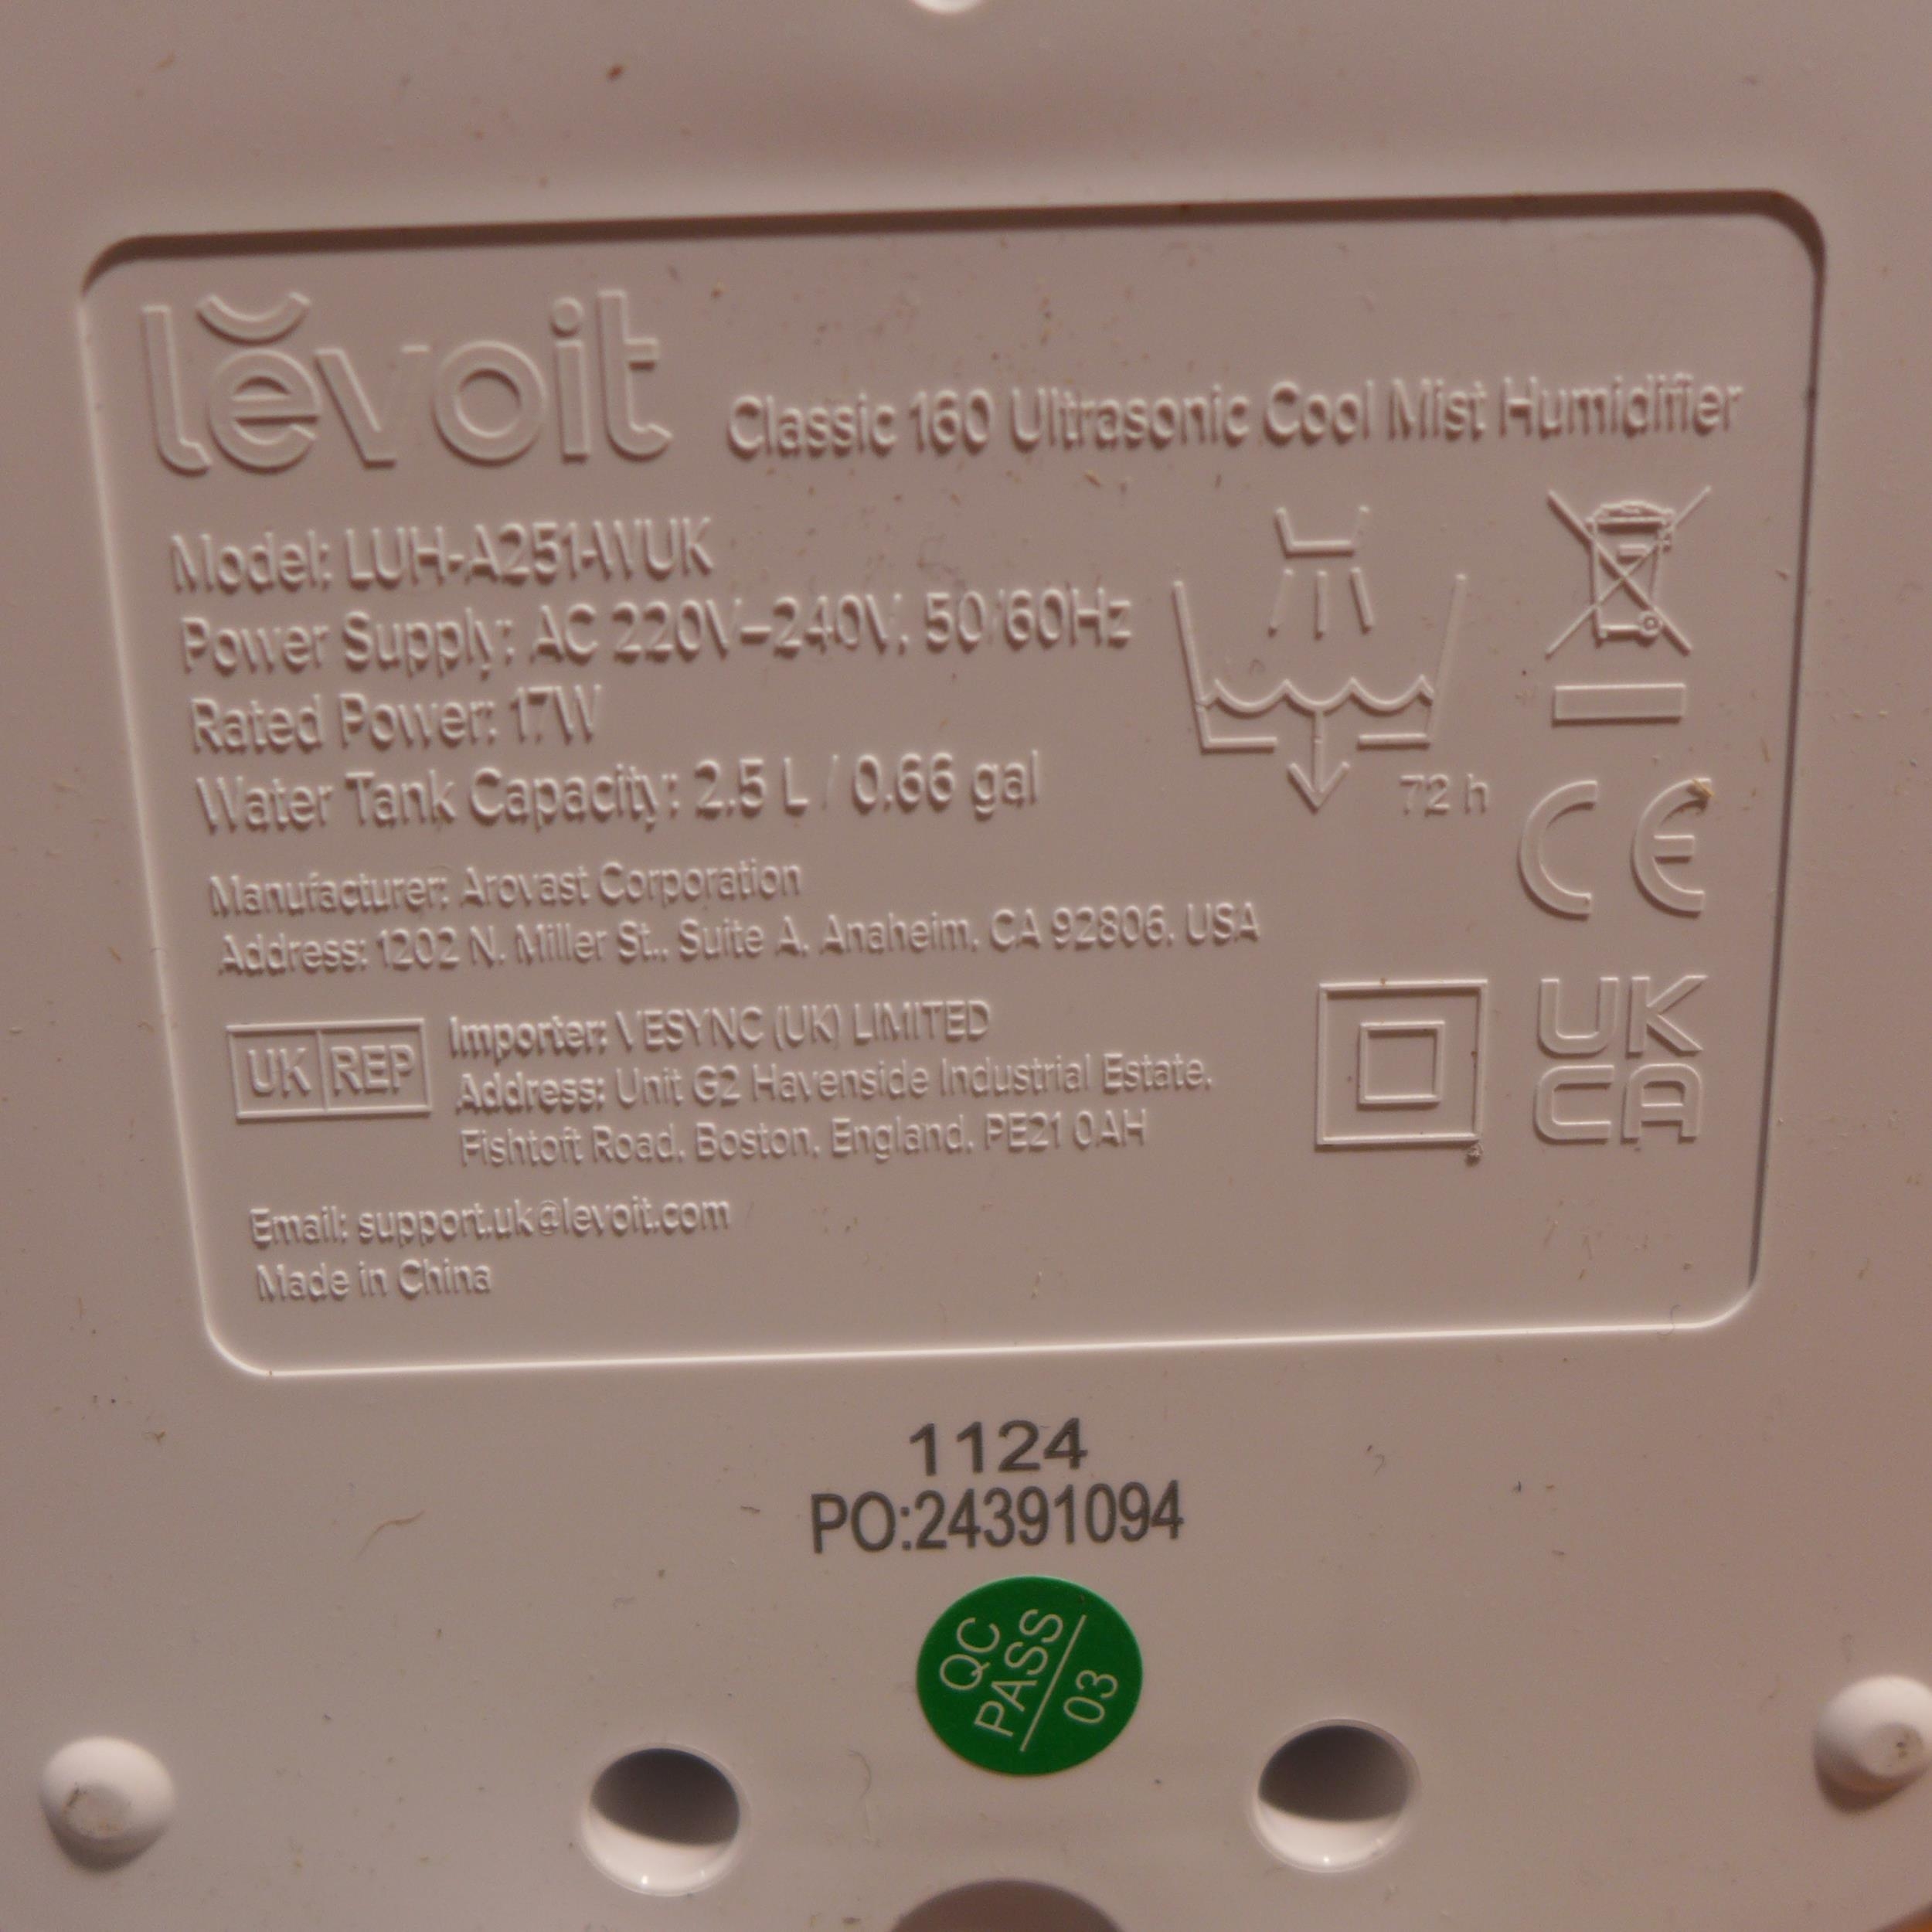 lĕvoit Classic 160 Ultrasonic Cool Mist Humidifier
Model: LUH-A251-WUK
Power Supply: AC 220V–240V, 50/60Hz
Rated Power: 17W
Water Tank Capacity: 2.5 L / 0.66 gal
72 h
CE
Manufacturer: Arovast Corporation
Address: 1202 N. Miller St., Suite A, Anaheim, CA 92806, USA
UK REP
Importer: VESYNC (UK) LIMITED
Address: Unit G2 Havenside Industrial Estate,
Fishtoft Road, Boston, England, PE21 0AH
UK
CA
Email: support.uk@levoit.com
Made in China
1124
PO:24391094
QC
PASS
03